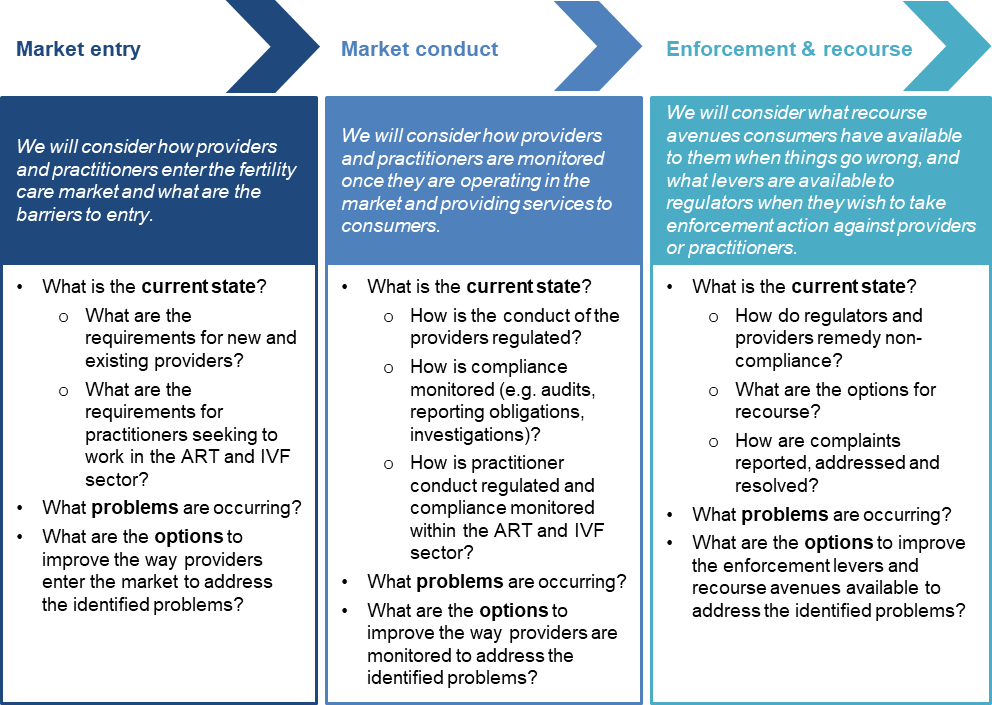 Market entry
We will consider how providers
and practitioners enter the fertility
care market and what are the
barriers to entry.
• What is the current state?
o What are the
requirements for new and
existing providers?
o What are the
requirements for
practitioners seeking to
work in the ART and IVF
sector?
• What problems are occurring?
• What are the options to
improve the way providers
enter the market to address
the identified problems?
Market conduct
We will consider how providers
and practitioners are monitored
once they are operating in the
market and providing services to
consumers.
• What is the current state?
o How is the conduct of the
providers regulated?
o How is compliance
monitored (e.g. audits,
reporting obligations,
investigations)?
o How is practitioner
conduct regulated and
compliance monitored
within the ART and IVF
sector?
• What problems are occurring?
• What are the options to
improve the way providers are
monitored to address the
identified problems?
Enforcement & recourse
We will consider what recourse
avenues consumers have available
to them when things go wrong, and
what levers are available to
regulators when they wish to take
enforcement action against providers
or practitioners.
• What is the current state?
o How do regulators and
providers remedy non-
compliance?
o What are the options for
recourse?
o How are complaints
reported, addressed and
resolved?
• What problems are occurring?
• What are the options to improve
the enforcement levers and
recourse avenues available to
address the identified problems?